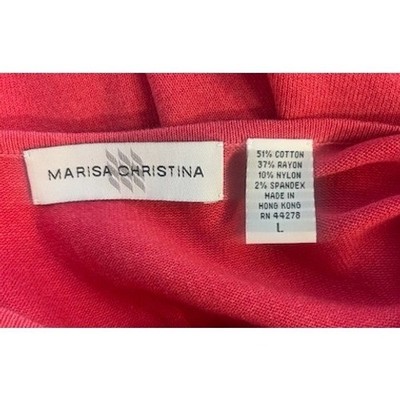 MARISA CHRISTINA
51% COTTON
37% RAYON
10% NYLON
2% SPANDEX
MADE IN
HONG KONG
RN 44278
L